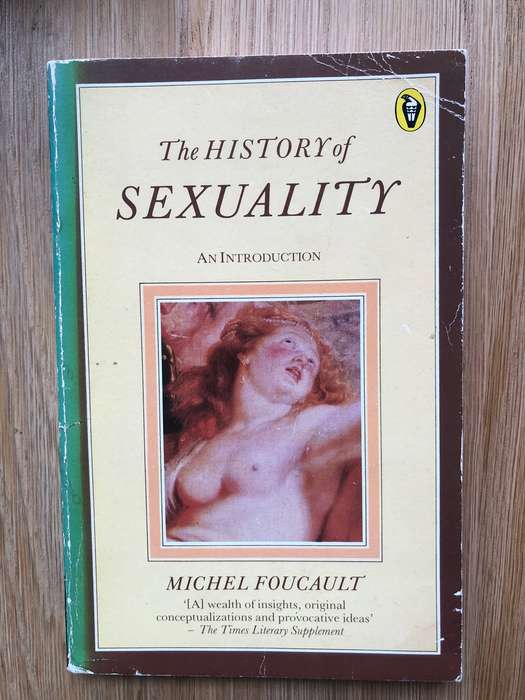 The HISTORY of
SEXUALITY
AN INTRODUCTION
MICHEL FOUCAULT
‘[A] wealth of insights, original
conceptualizations and provocative ideas’
– The Times Literary Supplement